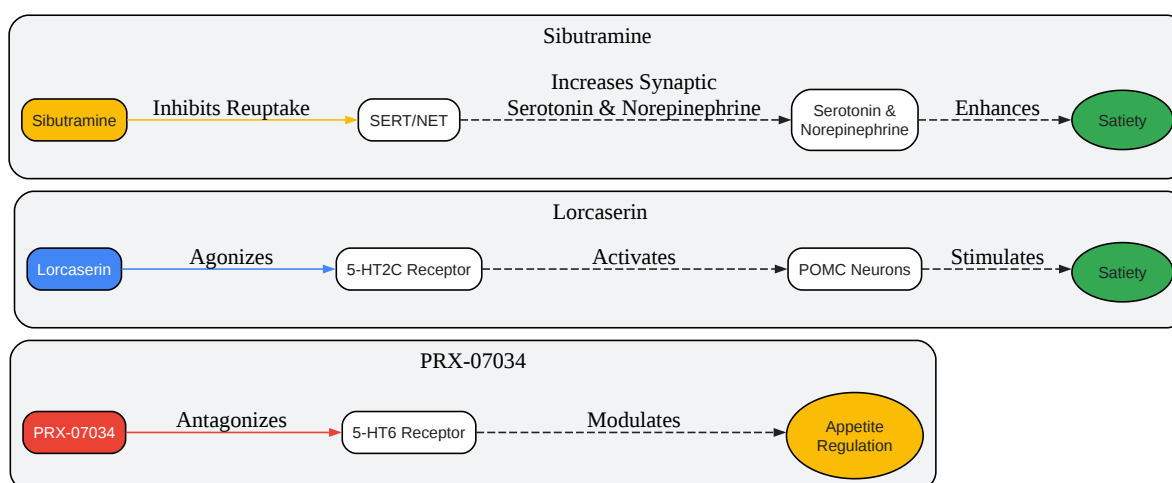 Sibutramine
Increases Synaptic
Sibutramine
Inhibits Reuptake
SERT/NET
Serotonin & Norepinephrine
Serotonin &
Norepinephrine
Enhances
Satiety
Lorcaserin
Lorcaserin
Agonizes
5-HT2C Receptor
Activates
POMC Neurons
Stimulates
Satiety
PRX-07034
PRX-07034
Antagonizes
5-HT6 Receptor
Modulates
Appetite
Regulation